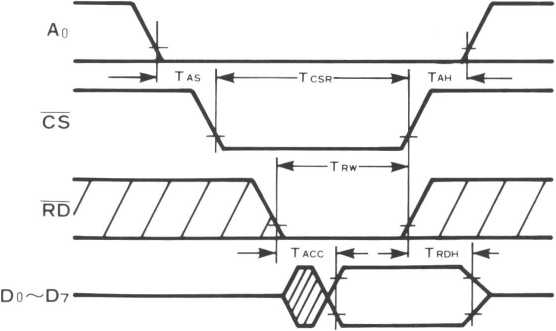 A0
TAS TCSR TAH
CS
TRW
RD
TACC TRDH
D0~D7